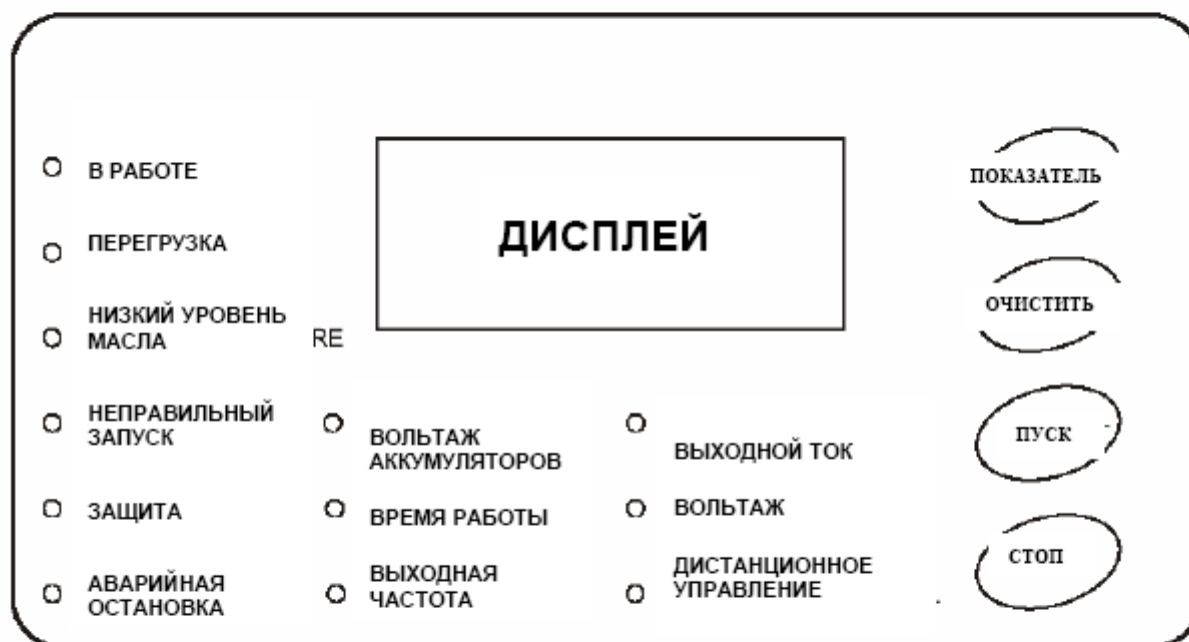 В РАБОТЕ
ПЕРЕГРУЗКА
НИЗКИЙ УРОВЕНЬ
МАСЛА
RE
НЕПРАВИЛЬНЫЙ
ЗАПУСК
ЗАЩИТА
АВАРИЙНАЯ
ОСТАНОВКА
ДИСПЛЕЙ
ВОЛЬТАЖ
АККУМУЛЯТОРОВ
ВРЕМЯ РАБОТЫ
ВЫХОДНАЯ
ЧАСТОТА
ВЫХОДНОЙ ТОК
ВОЛЬТАЖ
ДИСТАНЦИОННОЕ
УПРАВЛЕНИЕ
ПОКАЗАТЕЛЬ
ОЧИСТИТЬ
ПУСК
СТОП